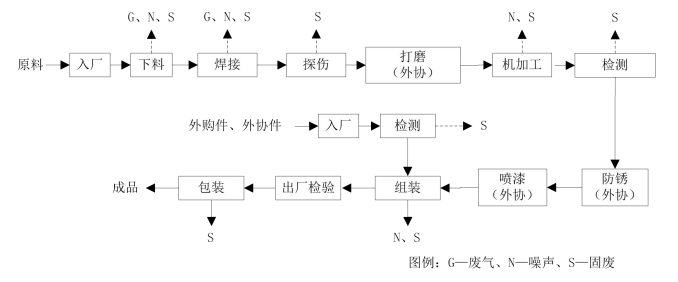 G、N、S
G、N、S
S
N、S
S
原料
入厂
下料
焊接
探伤
打磨
（外协）
机加工
检测
外购件、外协件
入厂
检测
S
成品
包装
出厂检验
组装
喷漆
（外协）
防锈
（外协）
S
N、S
图例：G—废气、N—噪声、S—固废